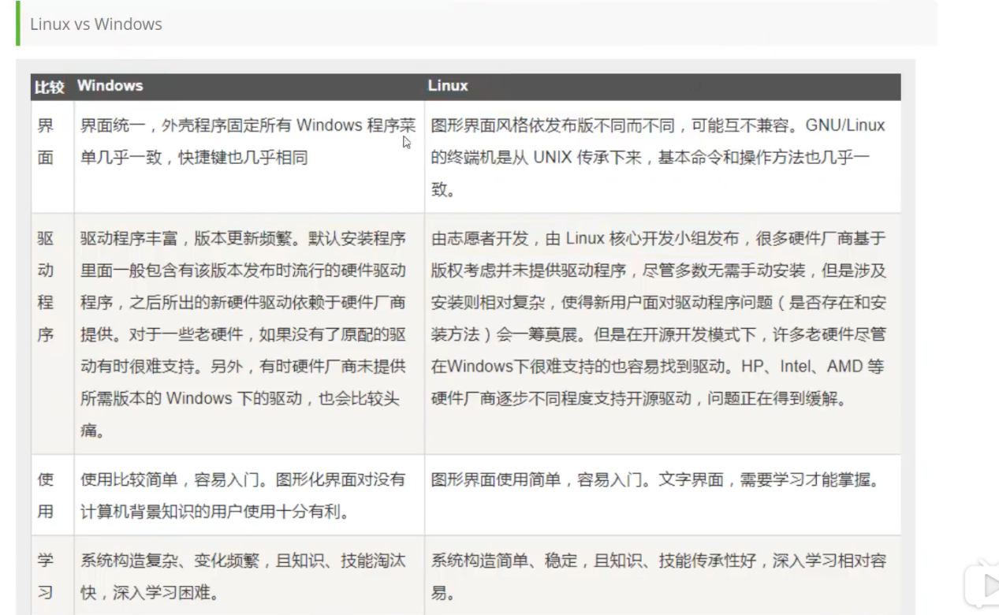 Linux vs Windows
比较 Windows Linux
界面
界面统一，外壳程序固定所有 Windows 程序菜
单几乎一致，快捷键也几乎相同
图形界面风格依发布版不同而不同，可能互不兼容。GNU/Linux
的终端机是从 UNIX 传承下来，基本命令和操作方法也几乎一
致。
驱动程序
驱动程序丰富，版本更新频繁。默认安装程序
里面一般包含有该版本发布时流行的硬件驱动
程序，之后所出的新硬件驱动依赖于硬件厂商
提供。对于一些老硬件，如果没有了原配的驱
动有时很难支持。另外，有时硬件厂商未提供
所需版本的 Windows 下的驱动，也会比较头
痛。
由志愿者开发，由 Linux 核心开发小组发布，很多硬件厂商基于
版权考虑并未提供驱动程序，尽管多数无需手动安装，但是涉及
安装则相对复杂，使得新用户面对驱动程序问题（是否存在和安
装方法）会一筹莫展。但是在开源开发模式下，许多老硬件尽管
在Windows下很难支持的也容易找到驱动。HP、Intel、AMD 等
硬件厂商逐步不同程度支持开源驱动，问题正在得到缓解。
使用
使用比较简单，容易入门。图形化界面对没有
计算机背景知识的用户使用十分有利。
图形界面使用简单，容易入门。文字界面，需要学习才能掌握。
学习
系统构造复杂、变化频繁，且知识、技能淘汰
快，深入学习困难。
系统构造简单、稳定，且知识、技能传承性好，深入学习相对容
易。